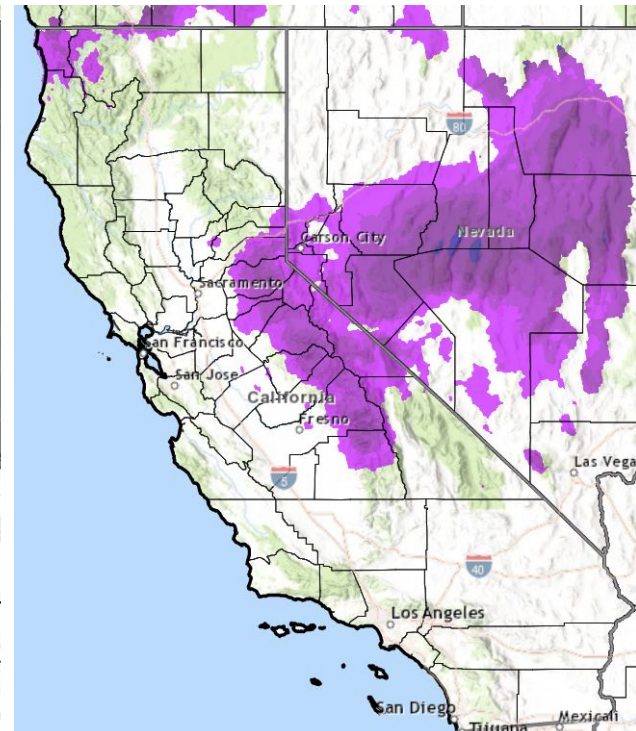 80
Nevada
Carson City
Sacramento
San Francisco
San Jose
California
Fresno
5
Las Vega
40
Los Angeles
San Diego
Tijuana
Mexicali